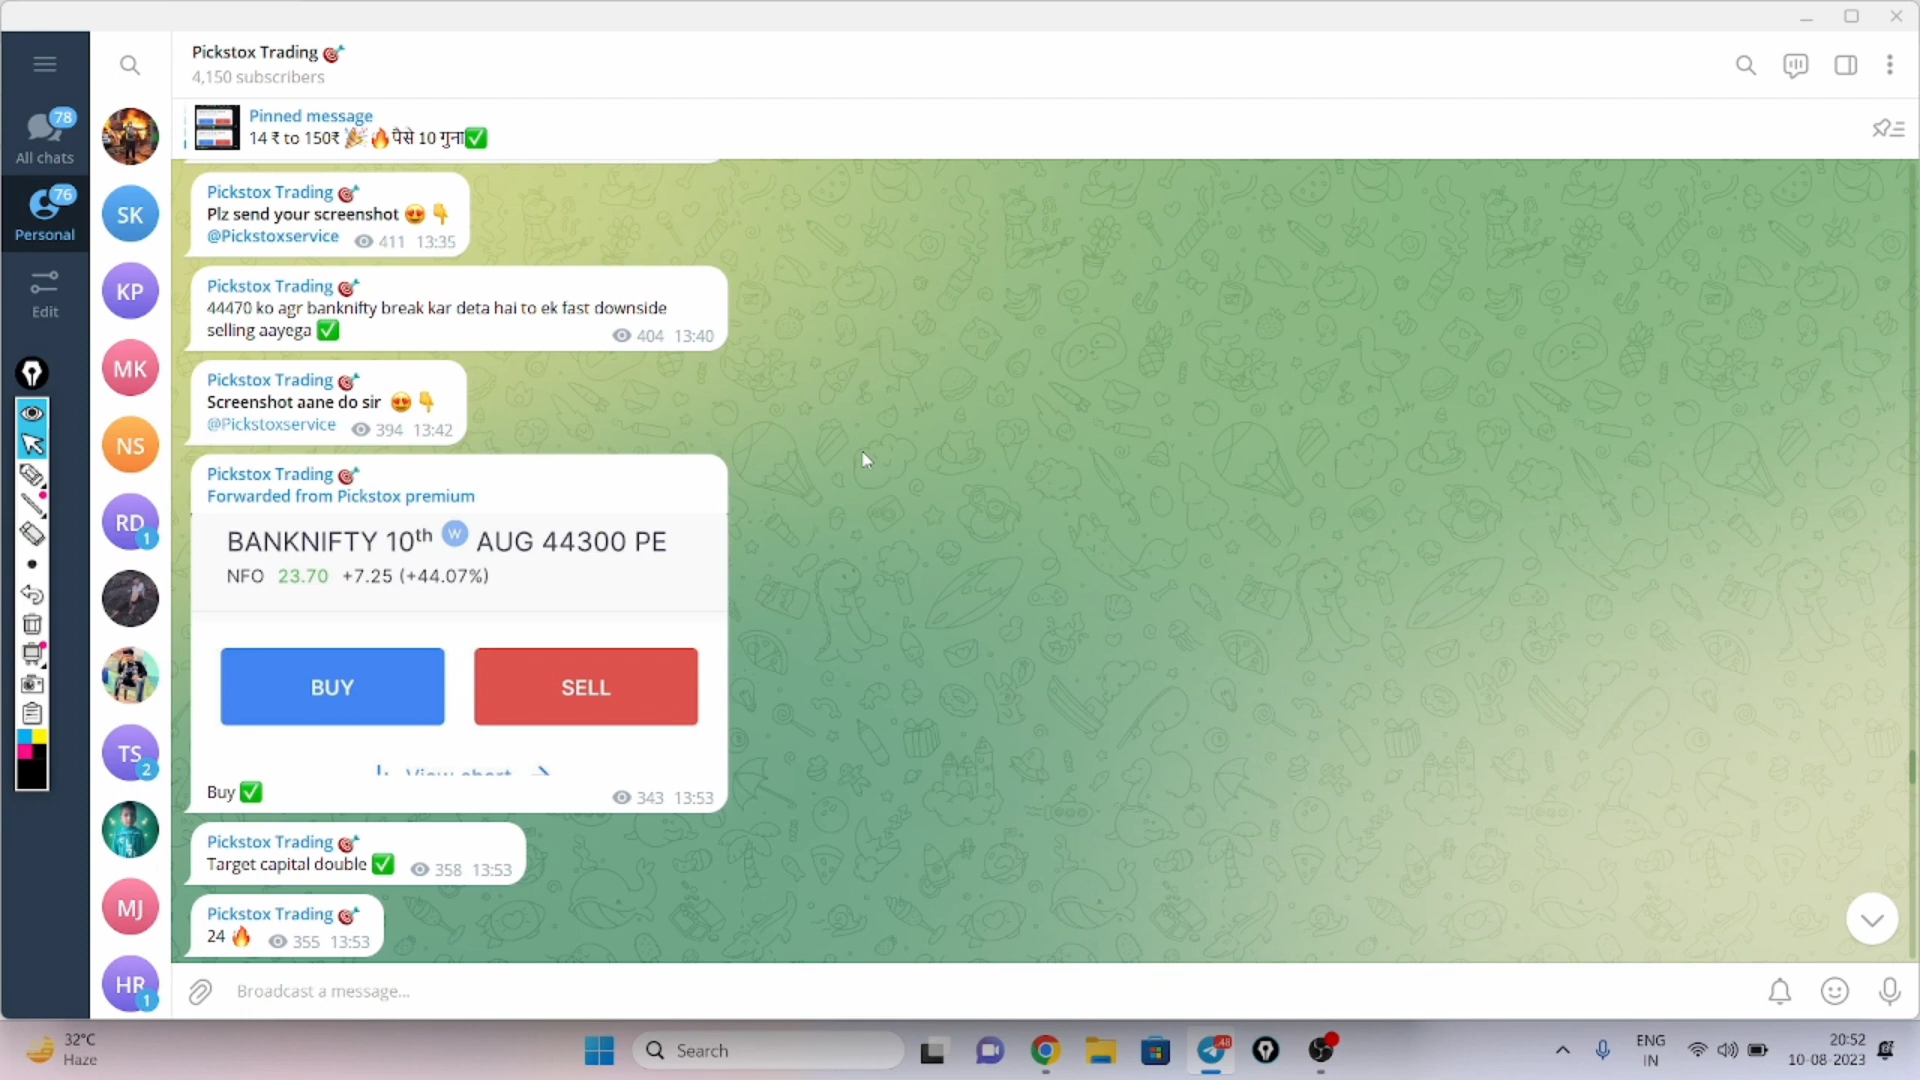 Pickstox Trading 🎯
4,150 subscribers
Pinned message
14 ₹ to 150₹ 🎉🔥पैसे 10 गुना✅
78
All chats
76
Personal
Edit
SK
KP
MK
NS
RD
1
TS
2
MJ
HR
1
Pickstox Trading 🎯
Plz send your screenshot 😍👇
@Pickstoxservice 411 13:35
Pickstox Trading 🎯
44470 ko agr banknifty break kar deta hai to ek fast downside
selling aayega ✅ 404 13:40
Pickstox Trading 🎯
Screenshot aane do sir 😍👇
@Pickstoxservice 394 13:42
Pickstox Trading 🎯
Forwarded from Pickstox premium
BANKNIFTY 10th W AUG 44300 PE
NFO 23.70 +7.25 (+44.07%)
BUY SELL
View chart →
Buy ✅ 343 13:53
Pickstox Trading 🎯
Target capital double ✅ 358 13:53
Pickstox Trading 🎯
24 🔥 355 13:53
Broadcast a message...
32°C
Haze
Search
48
ENG
IN
20:52
10-08-2023